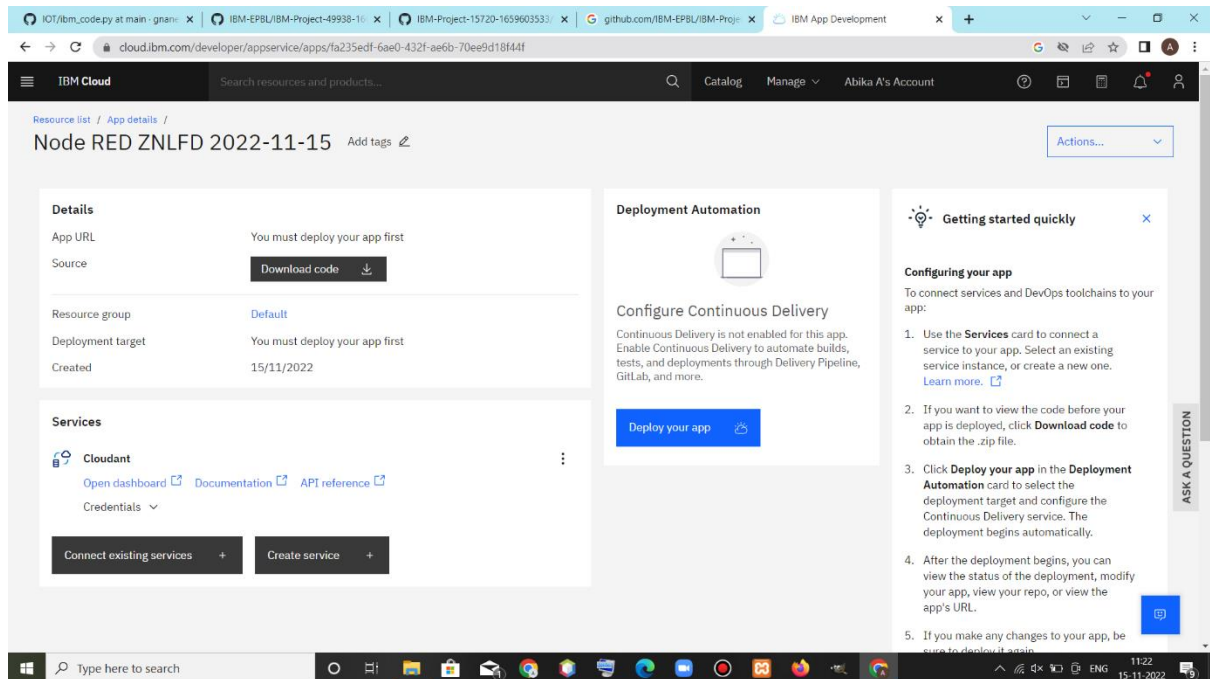 IOT/ibm_code.py at main · gnane
IBM-EPBL/IBM-Project-49938-16
IBM-Project-15720-1659603533/
github.com/IBM-EPBL/IBM-Proje
IBM App Development
cloud.ibm.com/developer/appservice/apps/fa235edf-6ae0-432f-ae6b-70ee9d18f44f
IBM Cloud
Search resources and products...
Catalog
Manage
Abika A's Account
Resource list / App details /
Node RED ZNLFD 2022-11-15
Add tags
Actions...
Details
App URL
You must deploy your app first
Source
Download code
Resource group
Default
Deployment target
You must deploy your app first
Created
15/11/2022
Services
Cloudant
Open dashboard
Documentation
API reference
Credentials
Connect existing services +
Create service +
Deployment Automation
Configure Continuous Delivery
Continuous Delivery is not enabled for this app.
Enable Continuous Delivery to automate builds,
tests, and deployments through Delivery Pipeline,
GitLab, and more.
Deploy your app
Getting started quickly
Configuring your app
To connect services and DevOps toolchains to your
app:
1. Use the Services card to connect a
service to your app. Select an existing
service instance, or create a new one.
Learn more.
2. If you want to view the code before your
app is deployed, click Download code to
obtain the .zip file.
3. Click Deploy your app in the Deployment
Automation card to select the
deployment target and configure the
Continuous Delivery service. The
deployment begins automatically.
4. After the deployment begins, you can
view the status of the deployment, modify
your app, view your repo, or view the
app's URL.
5. If you make any changes to your app, be
sure to deploy it again.
ASK A QUESTION
Type here to search
ENG
11:22
15-11-2022